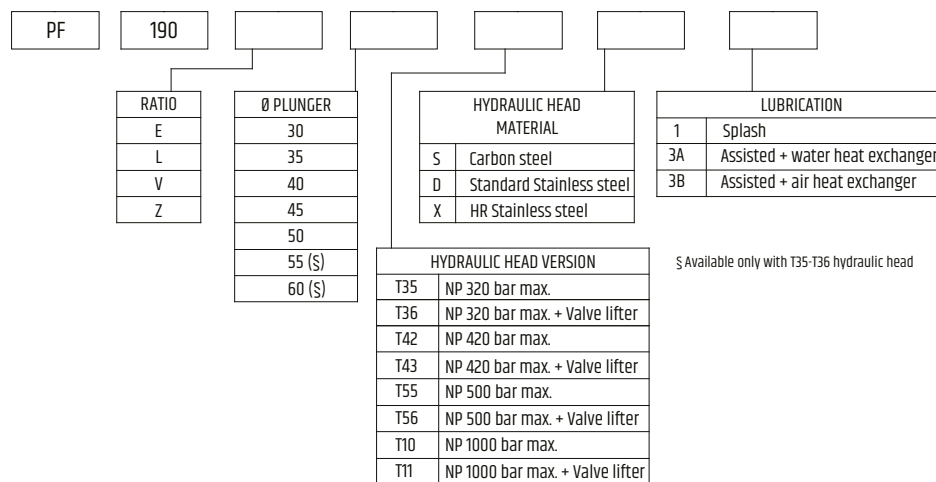 PF 190
RATIO
E
L
V
Z
Ø PLUNGER
30
35
40
45
50
55 (§)
60 (§)
HYDRAULIC HEAD
MATERIAL
S Carbon steel
D Standard Stainless steel
X HR Stainless steel
LUBRICATION
1 Splash
3A Assisted + water heat exchanger
3B Assisted + air heat exchanger
§ Available only with T35-T36 hydraulic head
HYDRAULIC HEAD VERSION
T35 NP 320 bar max.
T36 NP 320 bar max. + Valve lifter
T42 NP 420 bar max.
T43 NP 420 bar max. + Valve lifter
T55 NP 500 bar max.
T56 NP 500 bar max. + Valve lifter
T10 NP 1000 bar max.
T11 NP 1000 bar max. + Valve lifter